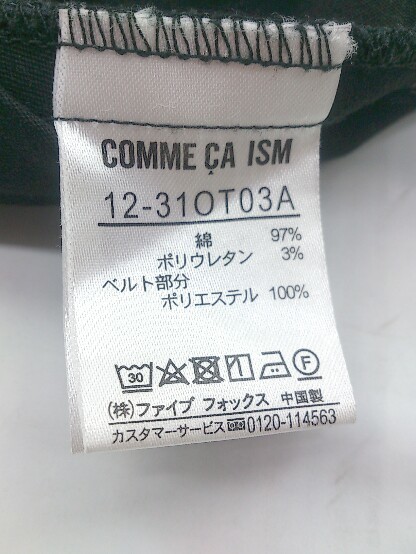 COMME ÇA ISM
12-31OT03A
綿 97%
ポリウレタン 3%
ベルト部分
ポリエステル 100%
30 F
(株)ファイブ フォックス 中国製
カスタマーサービス 0120-114563